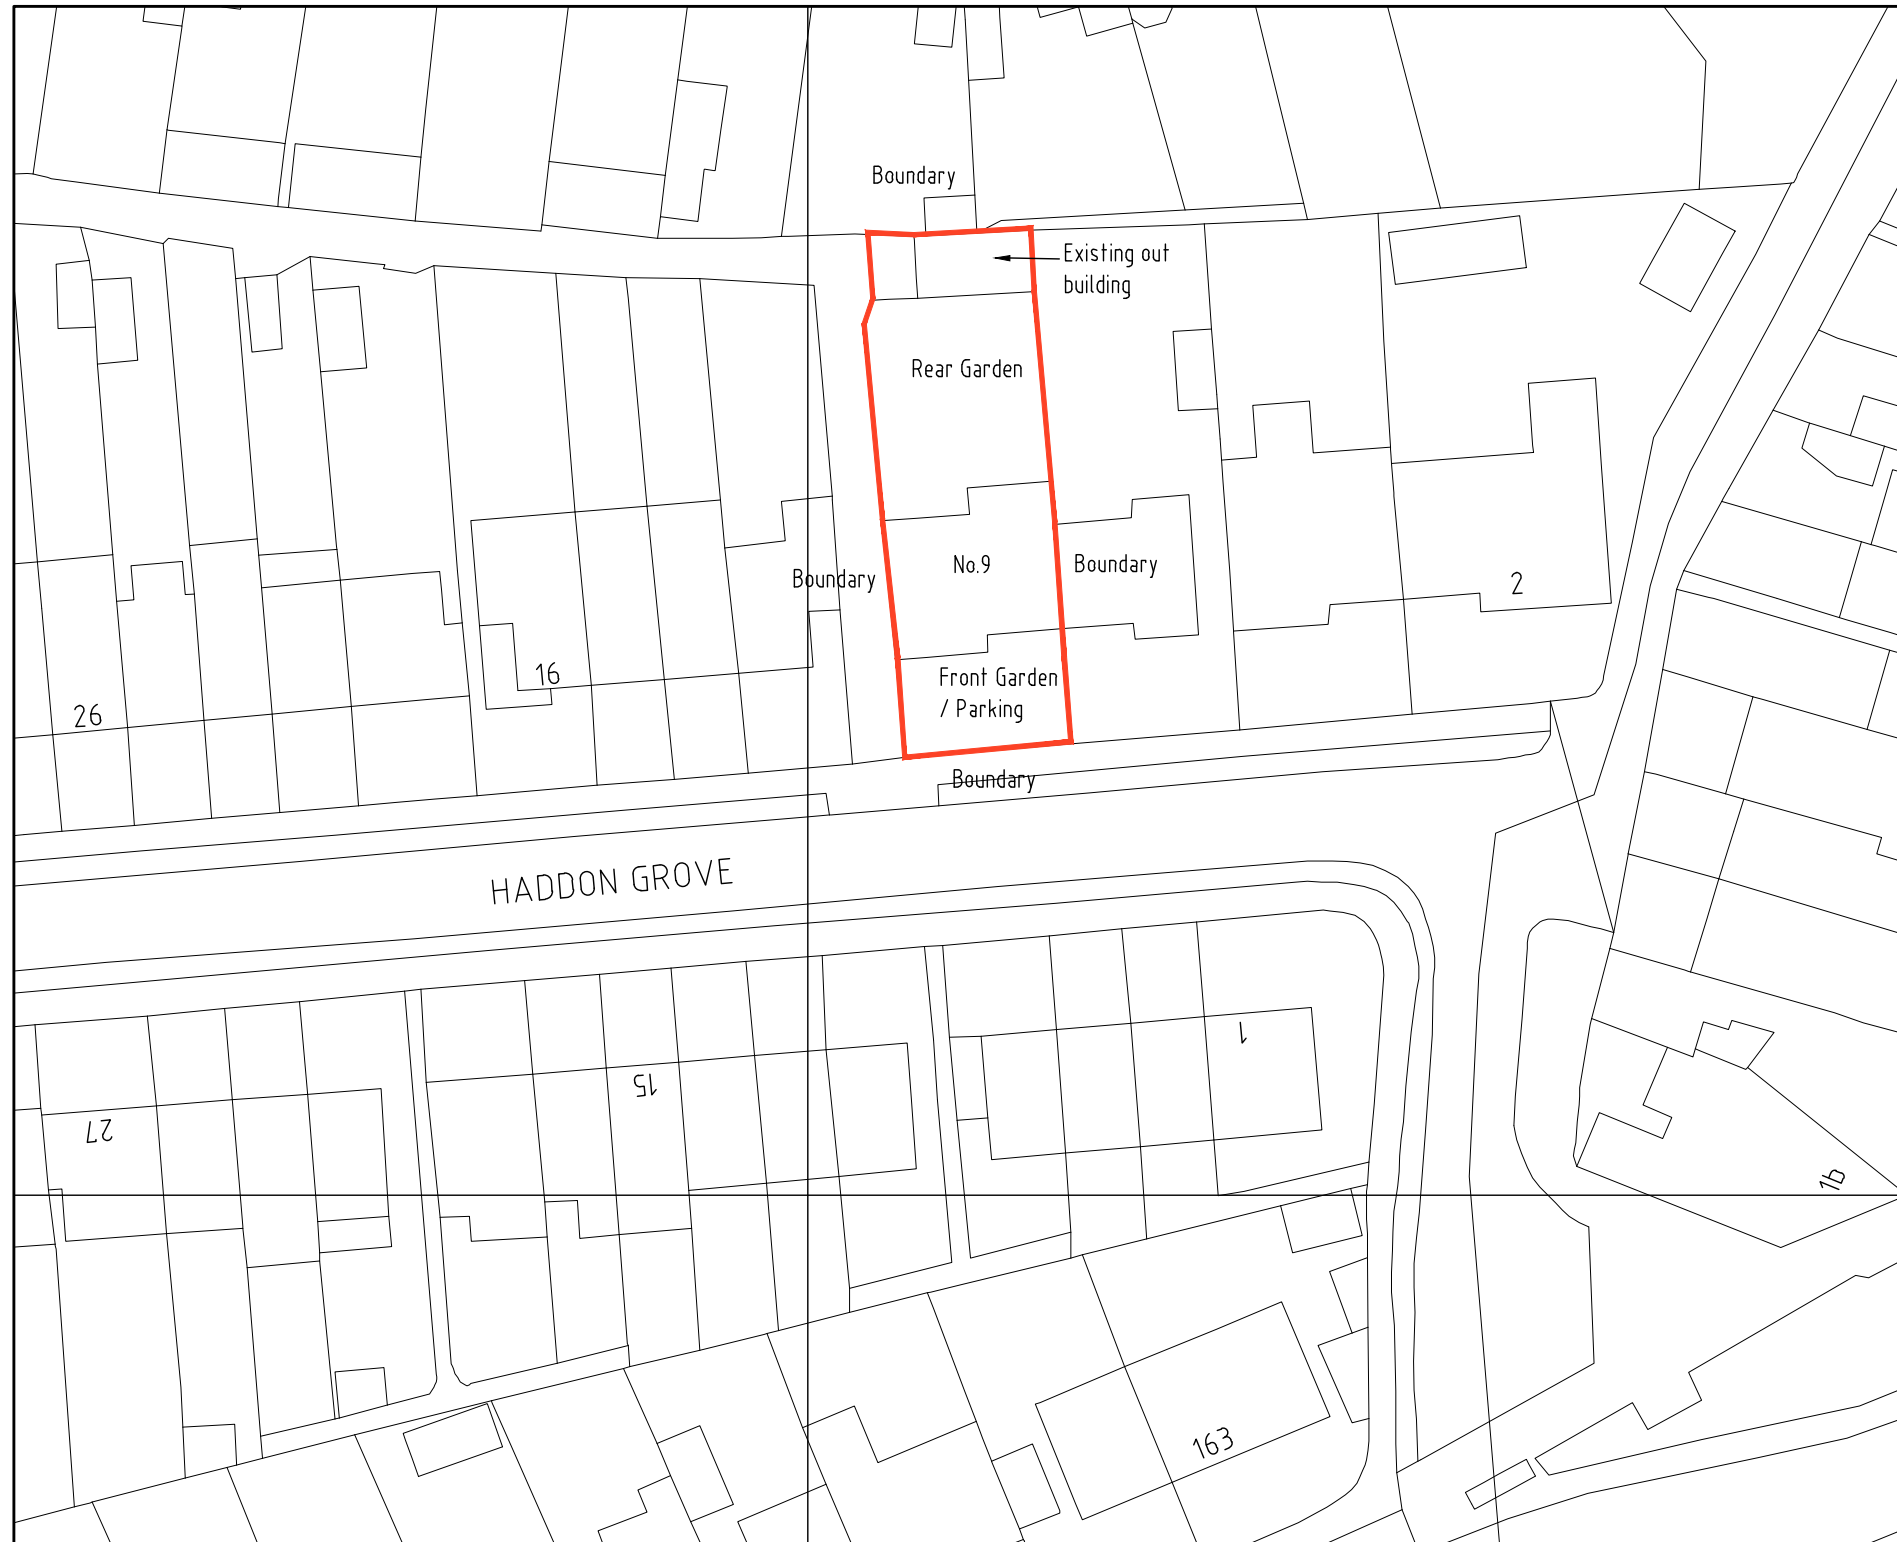 Boundary
Existing out
building
Rear Garden
No.9
Boundary
Boundary
2
16
26
Front Garden
/ Parking
Boundary
HADDON GROVE
1
15
27
1b
163